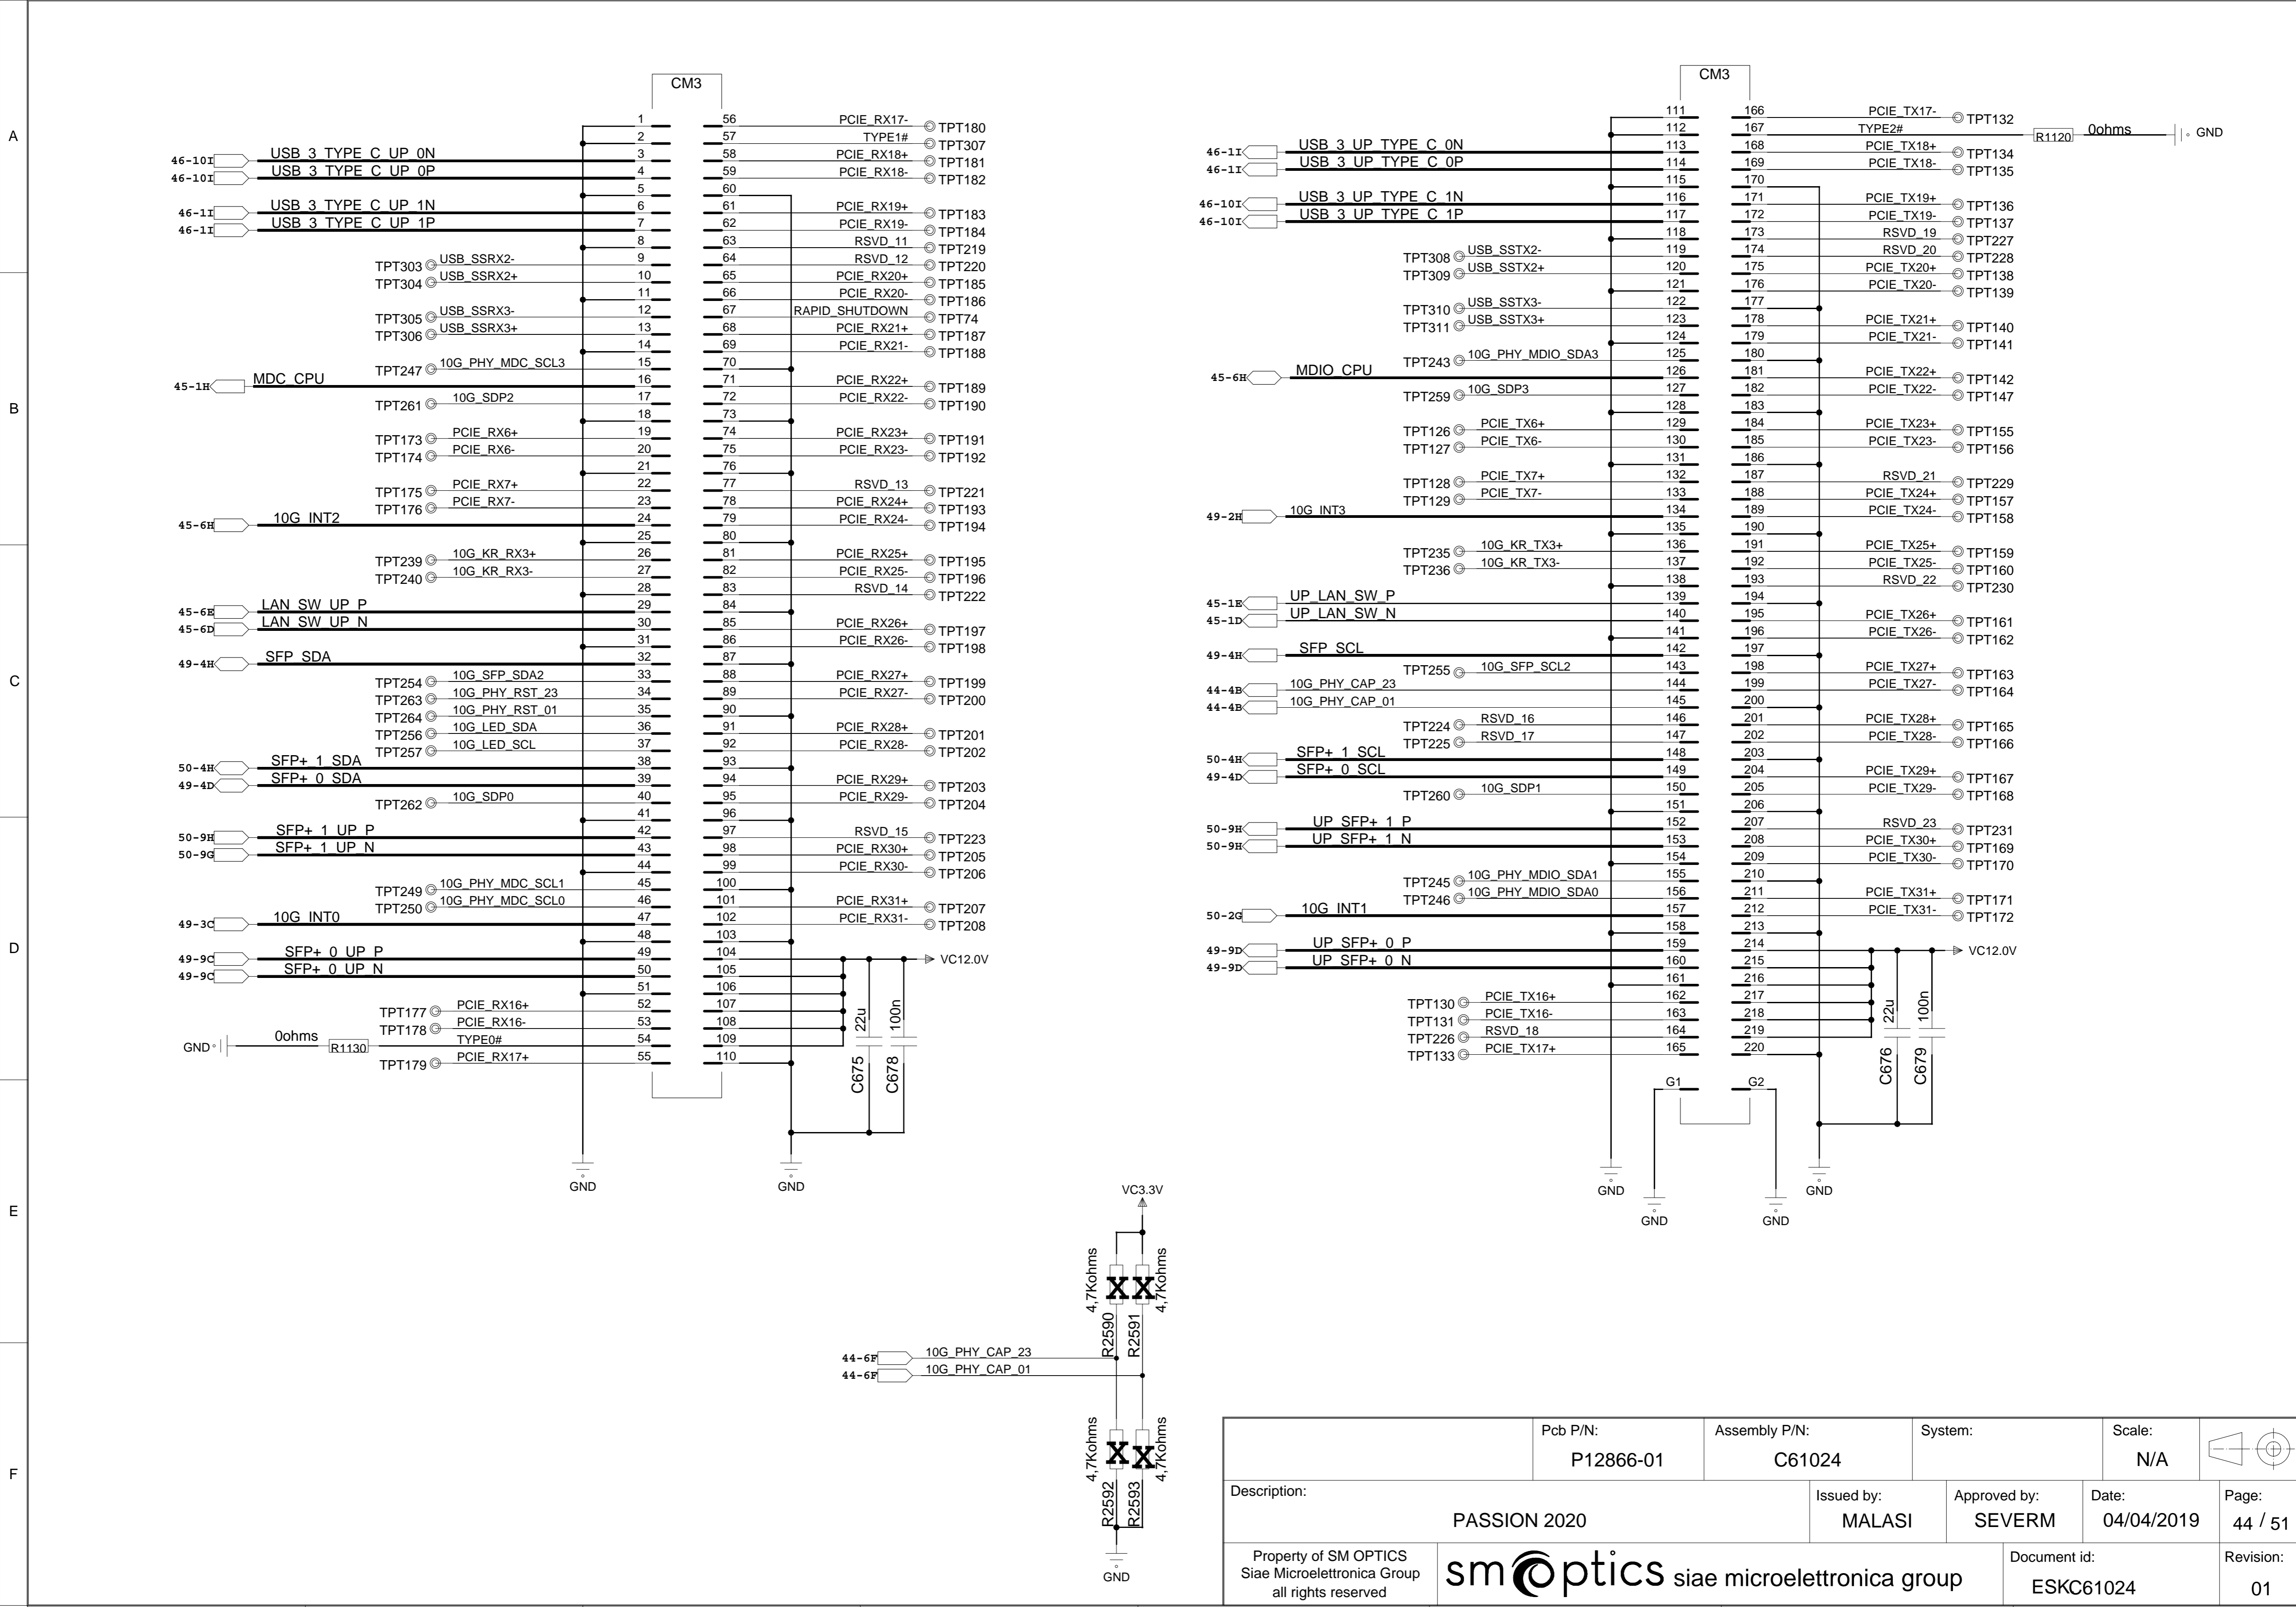 A
B
C
D
E
F
CM3
1 56 PCIE_RX17- TPT180
2 57 TYPE1# TPT307
46-10I USB_3_TYPE_C_UP_0N 3 58 PCIE_RX18+ TPT181
46-10I USB_3_TYPE_C_UP_0P 4 59 PCIE_RX18- TPT182
5 60
46-1I USB_3_TYPE_C_UP_1N 6 61 PCIE_RX19+ TPT183
46-1I USB_3_TYPE_C_UP_1P 7 62 PCIE_RX19- TPT184
8 63 RSVD_11 TPT219
TPT303 USB_SSRX2- 9 64 RSVD_12 TPT220
TPT304 USB_SSRX2+ 10 65 PCIE_RX20+ TPT185
11 66 PCIE_RX20- TPT186
TPT305 USB_SSRX3- 12 67 RAPID_SHUTDOWN TPT74
TPT306 USB_SSRX3+ 13 68 PCIE_RX21+ TPT187
14 69 PCIE_RX21- TPT188
TPT247 10G_PHY_MDC_SCL3 15 70
45-1H MDC_CPU 16 71 PCIE_RX22+ TPT189
TPT261 10G_SDP2 17 72 PCIE_RX22- TPT190
18 73
TPT173 PCIE_RX6+ 19 74 PCIE_RX23+ TPT191
TPT174 PCIE_RX6- 20 75 PCIE_RX23- TPT192
21 76
TPT175 PCIE_RX7+ 22 77 RSVD_13 TPT221
TPT176 PCIE_RX7- 23 78 PCIE_RX24+ TPT193
45-6H 10G_INT2 24 79 PCIE_RX24- TPT194
25 80
TPT239 10G_KR_RX3+ 26 81 PCIE_RX25+ TPT195
TPT240 10G_KR_RX3- 27 82 PCIE_RX25- TPT196
28 83 RSVD_14 TPT222
45-6E LAN_SW_UP_P 29 84
45-6D LAN_SW_UP_N 30 85 PCIE_RX26+ TPT197
31 86 PCIE_RX26- TPT198
49-4H SFP_SDA 32 87
TPT254 10G_SFP_SDA2 33 88 PCIE_RX27+ TPT199
TPT263 10G_PHY_RST_23 34 89 PCIE_RX27- TPT200
TPT264 10G_PHY_RST_01 35 90
TPT256 10G_LED_SDA 36 91 PCIE_RX28+ TPT201
TPT257 10G_LED_SCL 37 92 PCIE_RX28- TPT202
50-4H SFP+_1_SDA 38 93
49-4D SFP+_0_SDA 39 94 PCIE_RX29+ TPT203
TPT262 10G_SDP0 40 95 PCIE_RX29- TPT204
41 96
50-9H SFP+_1_UP_P 42 97 RSVD_15 TPT223
50-9G SFP+_1_UP_N 43 98 PCIE_RX30+ TPT205
44 99 PCIE_RX30- TPT206
TPT249 10G_PHY_MDC_SCL1 45 100
TPT250 10G_PHY_MDC_SCL0 46 101 PCIE_RX31+ TPT207
49-3C 10G_INT0 47 102 PCIE_RX31- TPT208
48 103
49-9C SFP+_0_UP_P 49 104 VC12.0V
49-9C SFP+_0_UP_N 50 105
51 106
TPT177 PCIE_RX16+ 52 107
TPT178 PCIE_RX16- 53 108
GND 0ohms R1130 TYPE0# 54 109
TPT179 PCIE_RX17+ 55 110
22u 100n
C675 C678
GND GND
CM3
111 166 PCIE_TX17- TPT132
112 167 TYPE2# R1120 0ohms GND
46-1I USB_3_UP_TYPE_C_0N 113 168 PCIE_TX18+ TPT134
46-1I USB_3_UP_TYPE_C_0P 114 169 PCIE_TX18- TPT135
115 170
46-10I USB_3_UP_TYPE_C_1N 116 171 PCIE_TX19+ TPT136
46-10I USB_3_UP_TYPE_C_1P 117 172 PCIE_TX19- TPT137
118 173 RSVD_19 TPT227
TPT308 USB_SSTX2- 119 174 RSVD_20 TPT228
TPT309 USB_SSTX2+ 120 175 PCIE_TX20+ TPT138
121 176 PCIE_TX20- TPT139
TPT310 USB_SSTX3- 122 177
TPT311 USB_SSTX3+ 123 178 PCIE_TX21+ TPT140
124 179 PCIE_TX21- TPT141
TPT243 10G_PHY_MDIO_SDA3 125 180
45-6H MDIO_CPU 126 181 PCIE_TX22+ TPT142
TPT259 10G_SDP3 127 182 PCIE_TX22- TPT147
128 183
TPT126 PCIE_TX6+ 129 184 PCIE_TX23+ TPT155
TPT127 PCIE_TX6- 130 185 PCIE_TX23- TPT156
131 186
TPT128 PCIE_TX7+ 132 187 RSVD_21 TPT229
TPT129 PCIE_TX7- 133 188 PCIE_TX24+ TPT157
49-2H 10G_INT3 134 189 PCIE_TX24- TPT158
135 190
TPT235 10G_KR_TX3+ 136 191 PCIE_TX25+ TPT159
TPT236 10G_KR_TX3- 137 192 PCIE_TX25- TPT160
138 193 RSVD_22 TPT230
45-1E UP_LAN_SW_P 139 194
45-1D UP_LAN_SW_N 140 195 PCIE_TX26+ TPT161
141 196 PCIE_TX26- TPT162
49-4H SFP_SCL 142 197
TPT255 10G_SFP_SCL2 143 198 PCIE_TX27+ TPT163
44-4B 10G_PHY_CAP_23 144 199 PCIE_TX27- TPT164
44-4B 10G_PHY_CAP_01 145 200
TPT224 RSVD_16 146 201 PCIE_TX28+ TPT165
TPT225 RSVD_17 147 202 PCIE_TX28- TPT166
50-4H SFP+_1_SCL 148 203
49-4D SFP+_0_SCL 149 204 PCIE_TX29+ TPT167
TPT260 10G_SDP1 150 205 PCIE_TX29- TPT168
151 206
50-9H UP_SFP+_1_P 152 207 RSVD_23 TPT231
50-9H UP_SFP+_1_N 153 208 PCIE_TX30+ TPT169
154 209 PCIE_TX30- TPT170
TPT245 10G_PHY_MDIO_SDA1 155 210
TPT246 10G_PHY_MDIO_SDA0 156 211 PCIE_TX31+ TPT171
50-2G 10G_INT1 157 212 PCIE_TX31- TPT172
158 213
49-9D UP_SFP+_0_P 159 214 VC12.0V
49-9D UP_SFP+_0_N 160 215
161 216
TPT130 PCIE_TX16+ 162 217
TPT131 PCIE_TX16- 163 218
TPT226 RSVD_18 164 219
TPT133 PCIE_TX17+ 165 220
22u 100n
C676 C679
G1 G2
GND GND
GND GND
VC3.3V
4,7Kohms X X 4,7Kohms
R2590 R2591
44-6F 10G_PHY_CAP_23
44-6F 10G_PHY_CAP_01
4,7Kohms X X 4,7Kohms
R2592 R2593
GND
Pcb P/N: Assembly P/N: System: Scale:
P12866-01 C61024 N/A
Description: Issued by: Approved by: Date: Page:
PASSION 2020 MALASI SEVERM 04/04/2019 44 / 51
Property of SM OPTICS
Siae Microelettronica Group
all rights reserved
smoptics siae microelettronica group
Document id: Revision:
ESKC61024 01